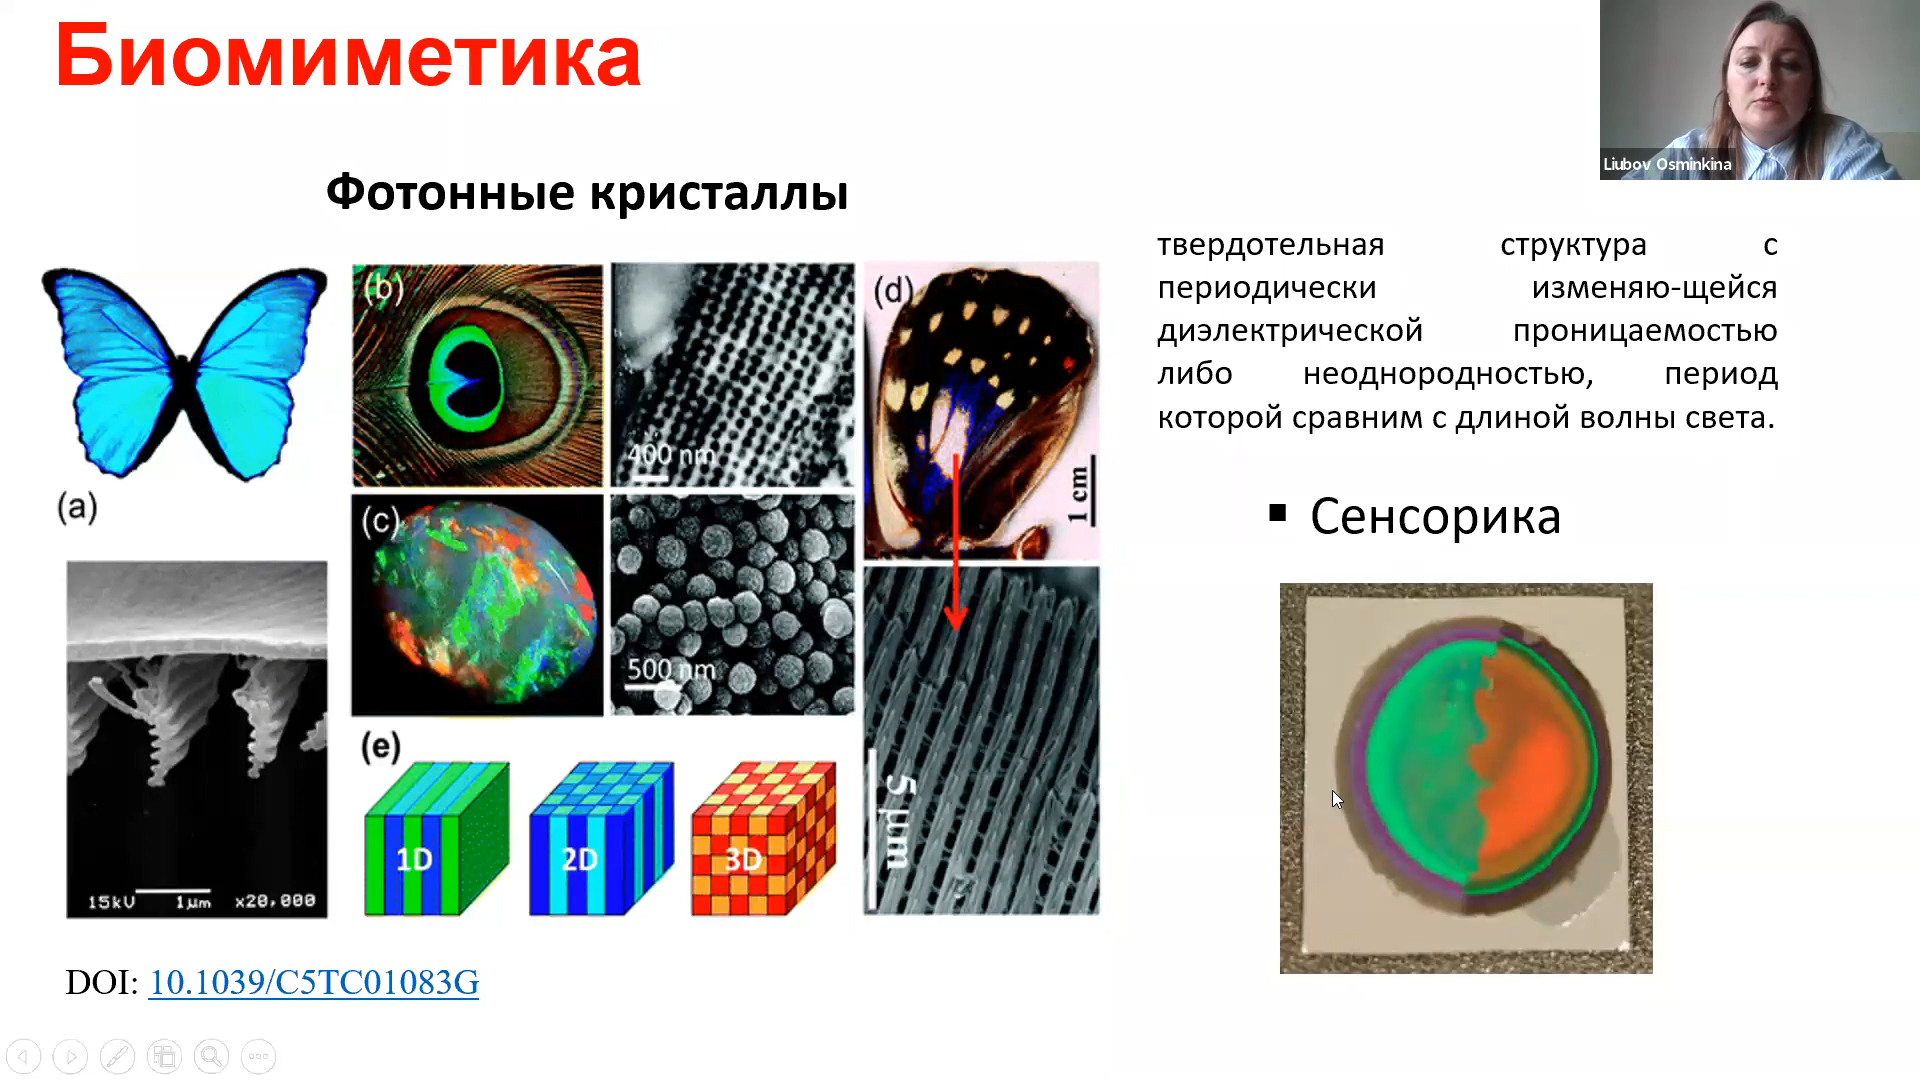 Биомиметика
Liubov Osminkina
Фотонные кристаллы
твердотельная структура с
периодически изменяю-щейся
диэлектрической проницаемостью
либо неоднородностью, период
которой сравним с длиной волны света.
▪ Сенсорика
(a)
15kV 1µm x20,000
(b)
400 nm
(c)
500 nm
(d)
1 cm
5 µm
(e)
1D
2D
3D
DOI: 10.1039/C5TC01083G